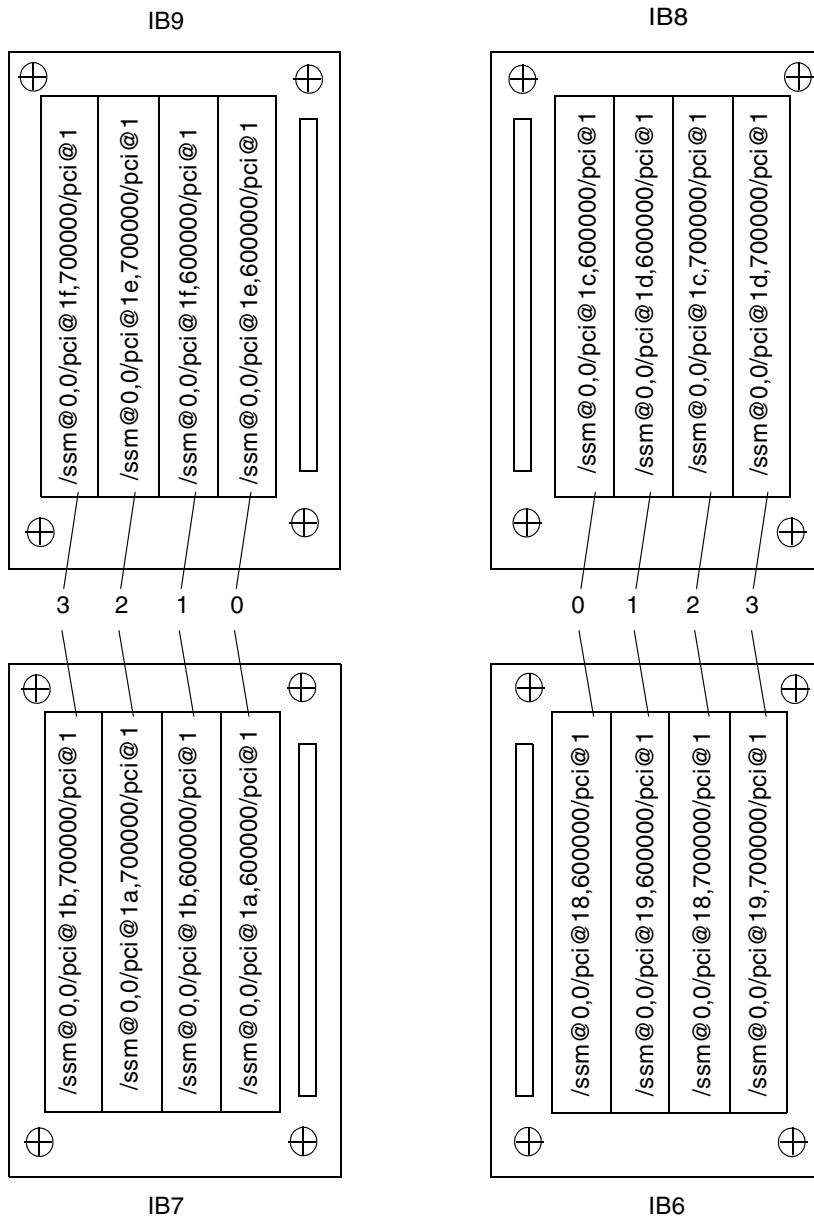 IB9
IB8
/ssm@0,0/pci@1f,700000/pci@1
/ssm@0,0/pci@1e,700000/pci@1
/ssm@0,0/pci@1f,600000/pci@1
/ssm@0,0/pci@1e,600000/pci@1
/ssm@0,0/pci@1c,600000/pci@1
/ssm@0,0/pci@1d,600000/pci@1
/ssm@0,0/pci@1c,700000/pci@1
/ssm@0,0/pci@1d,700000/pci@1
3 2 1 0
0 1 2 3
/ssm@0,0/pci@1b,700000/pci@1
/ssm@0,0/pci@1a,700000/pci@1
/ssm@0,0/pci@1b,600000/pci@1
/ssm@0,0/pci@1a,600000/pci@1
/ssm@0,0/pci@18,600000/pci@1
/ssm@0,0/pci@19,600000/pci@1
/ssm@0,0/pci@18,700000/pci@1
/ssm@0,0/pci@19,700000/pci@1
IB7
IB6